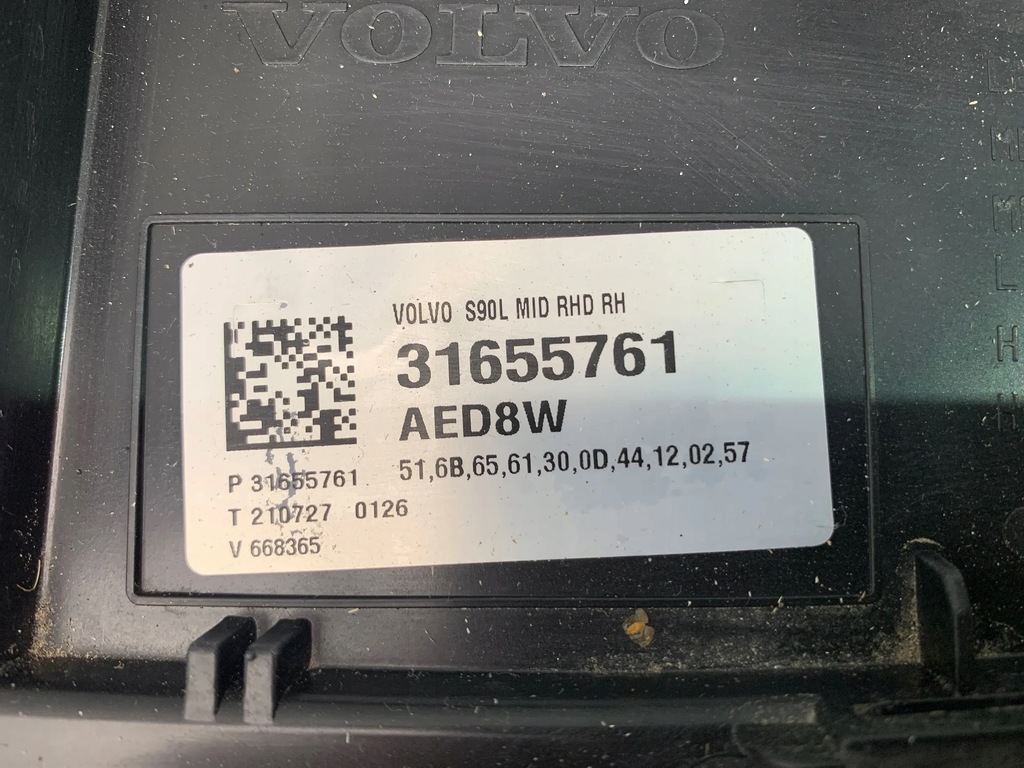 VOLVO
VOLVO S90L MID RHD RH
31655761
AED8W
51,6B,65,61,30,0D,44,12,02,57
P 31655761
T 210727 0126
V 668365